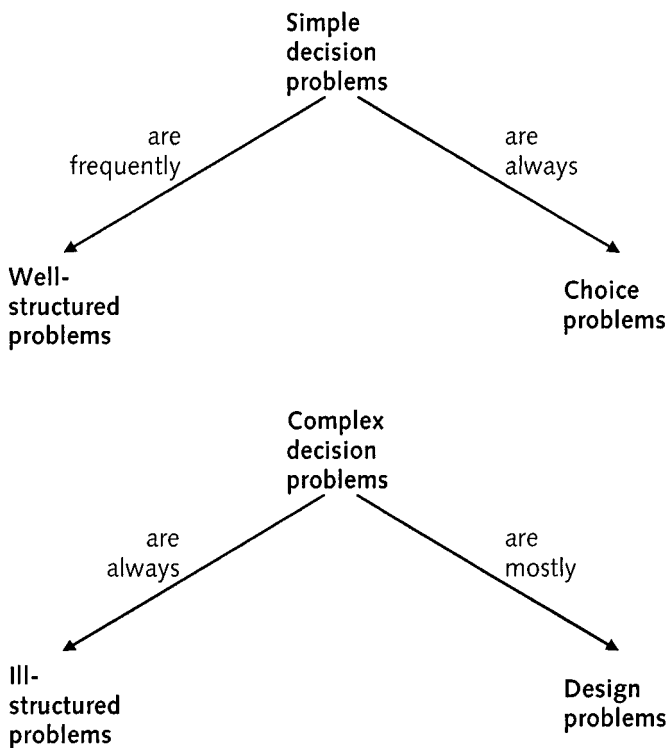 Simple
decision
problems
are
frequently
are
always
Well-
structured
problems
Choice
problems
Complex
decision
problems
are
always
are
mostly
Ill-
structured
problems
Design
problems